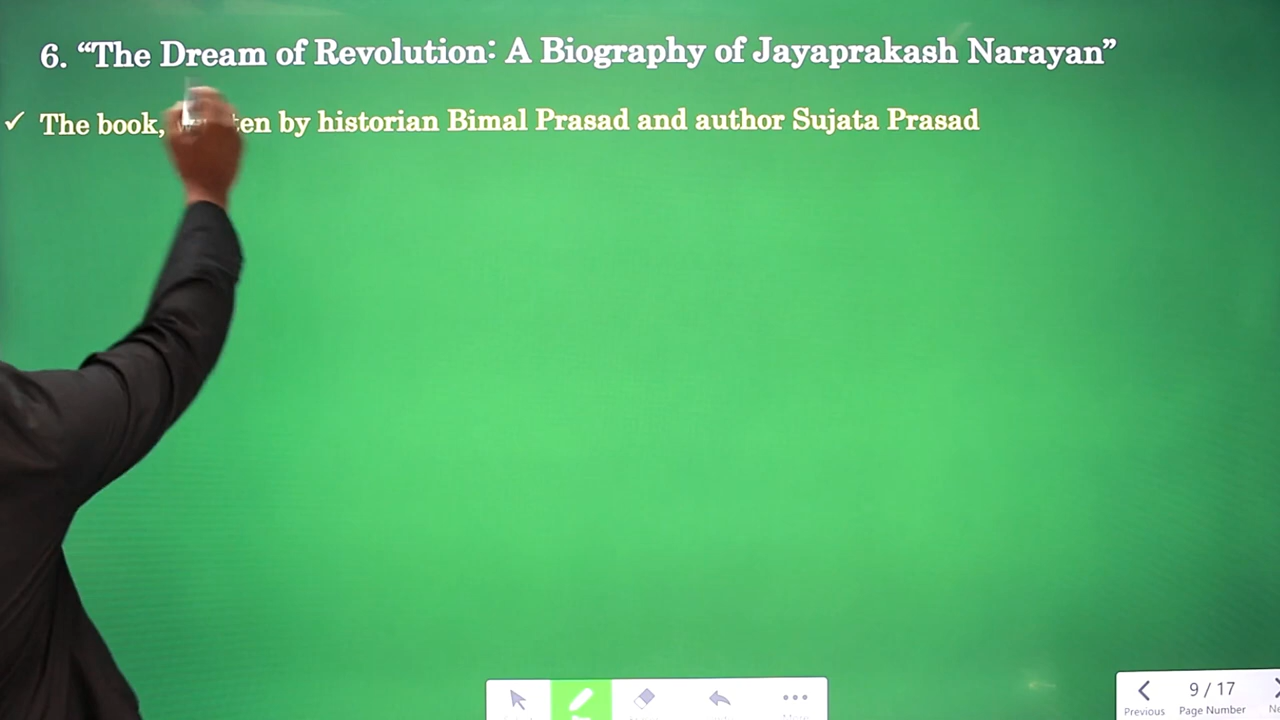 6. “The Dream of Revolution: A Biography of Jayaprakash Narayan”
✓ The book, by historian Bimal Prasad and author Sujata Prasad
9 / 17
Previous Page Number